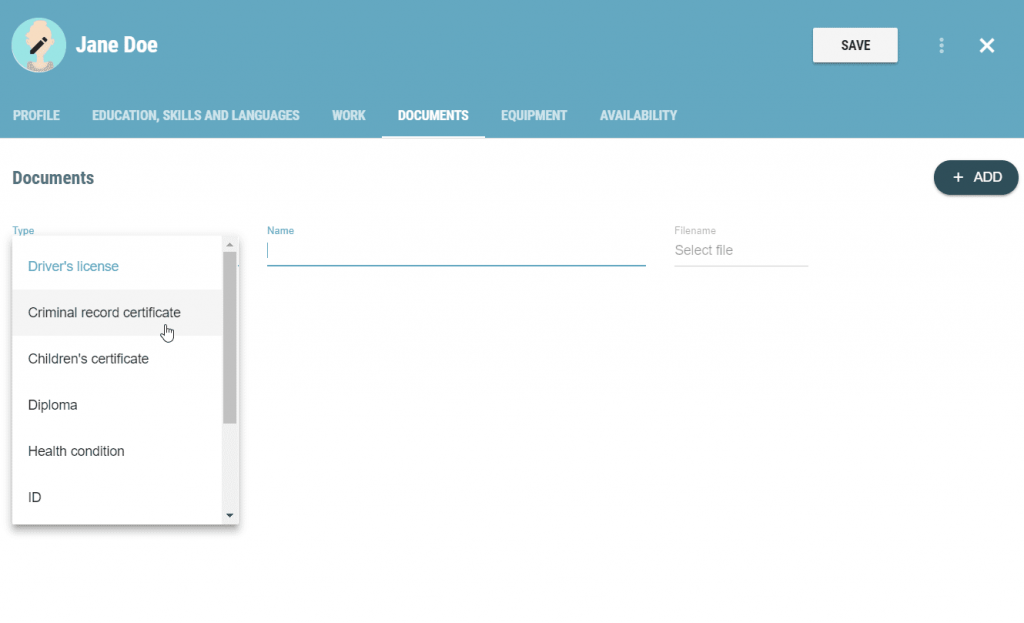 Jane Doe
SAVE
PROFILE EDUCATION, SKILLS AND LANGUAGES WORK DOCUMENTS EQUIPMENT AVAILABILITY
Documents
+ ADD
Type Name Filename
Select file
Driver's license
Criminal record certificate
Children's certificate
Diploma
Health condition
ID